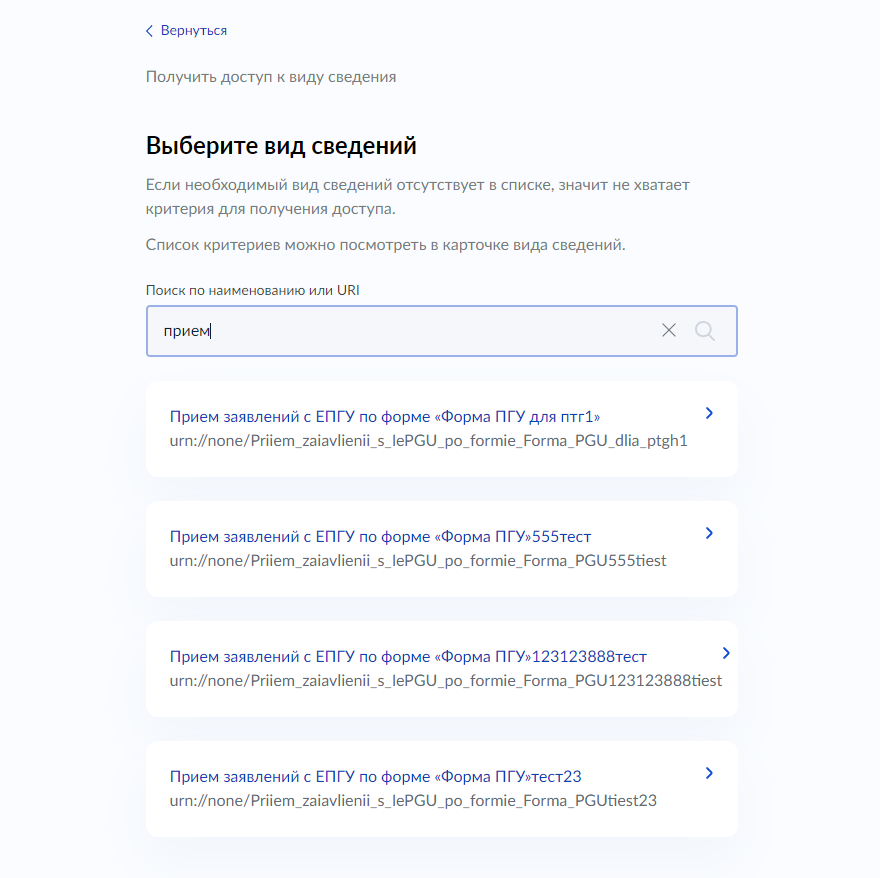 Вернуться
Получить доступ к виду сведения
Выберите вид сведений
Если необходимый вид сведений отсутствует в списке, значит не хватает
критерия для получения доступа.
Список критериев можно посмотреть в карточке вида сведений.
Поиск по наименованию или URI
прием
Прием заявлений с ЕПГУ по форме «Форма ПГУ для птг1»
urn://none/Priiem_zaiavlienii_s_IePGU_po_formie_Forma_PGU_dlia_ptgh1
Прием заявлений с ЕПГУ по форме «Форма ПГУ»555тест
urn://none/Priiem_zaiavlienii_s_IePGU_po_formie_Forma_PGU555tiest
Прием заявлений с ЕПГУ по форме «Форма ПГУ»123123888тест
urn://none/Priiem_zaiavlienii_s_IePGU_po_formie_Forma_PGU123123888tiest
Прием заявлений с ЕПГУ по форме «Форма ПГУ»тест23
urn://none/Priiem_zaiavlienii_s_IePGU_po_formie_Forma_PGUtiest23